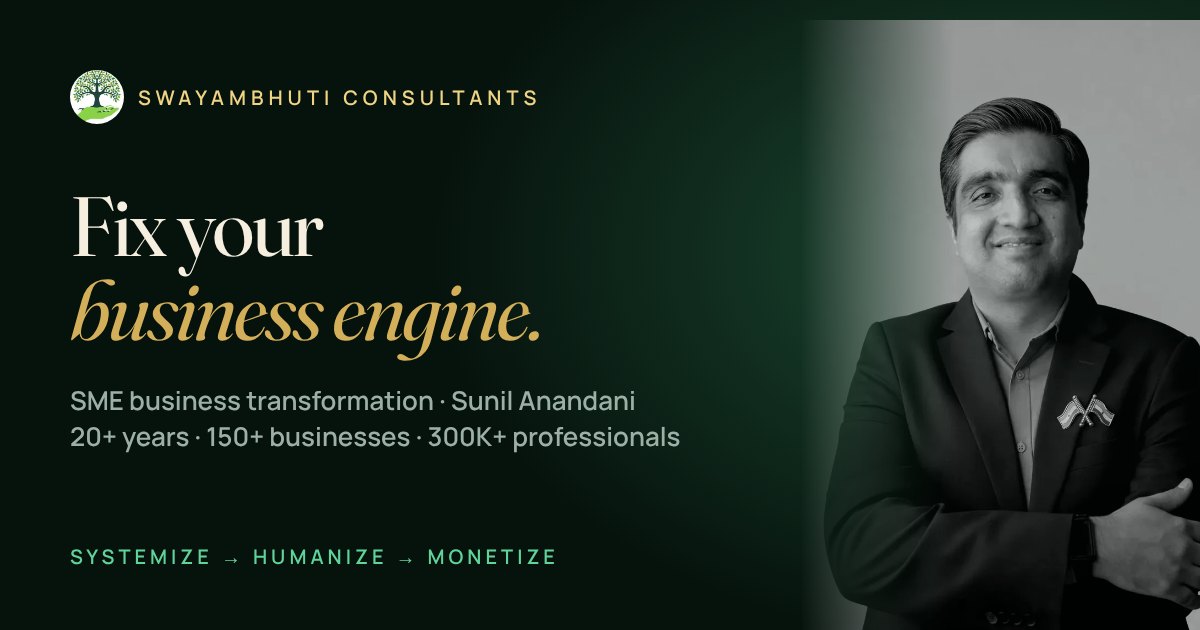 SWAYAMBHUTI CONSULTANTS
Fix your
business engine.
SME business transformation · Sunil Anandani
20+ years · 150+ businesses · 300K+ professionals
SYSTEMIZE → HUMANIZE → MONETIZE